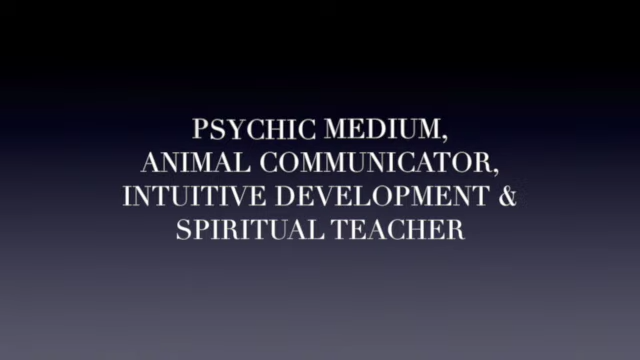 PSYCHIC MEDIUM,
ANIMAL COMMUNICATOR,
INTUITIVE DEVELOPMENT &
SPIRITUAL TEACHER